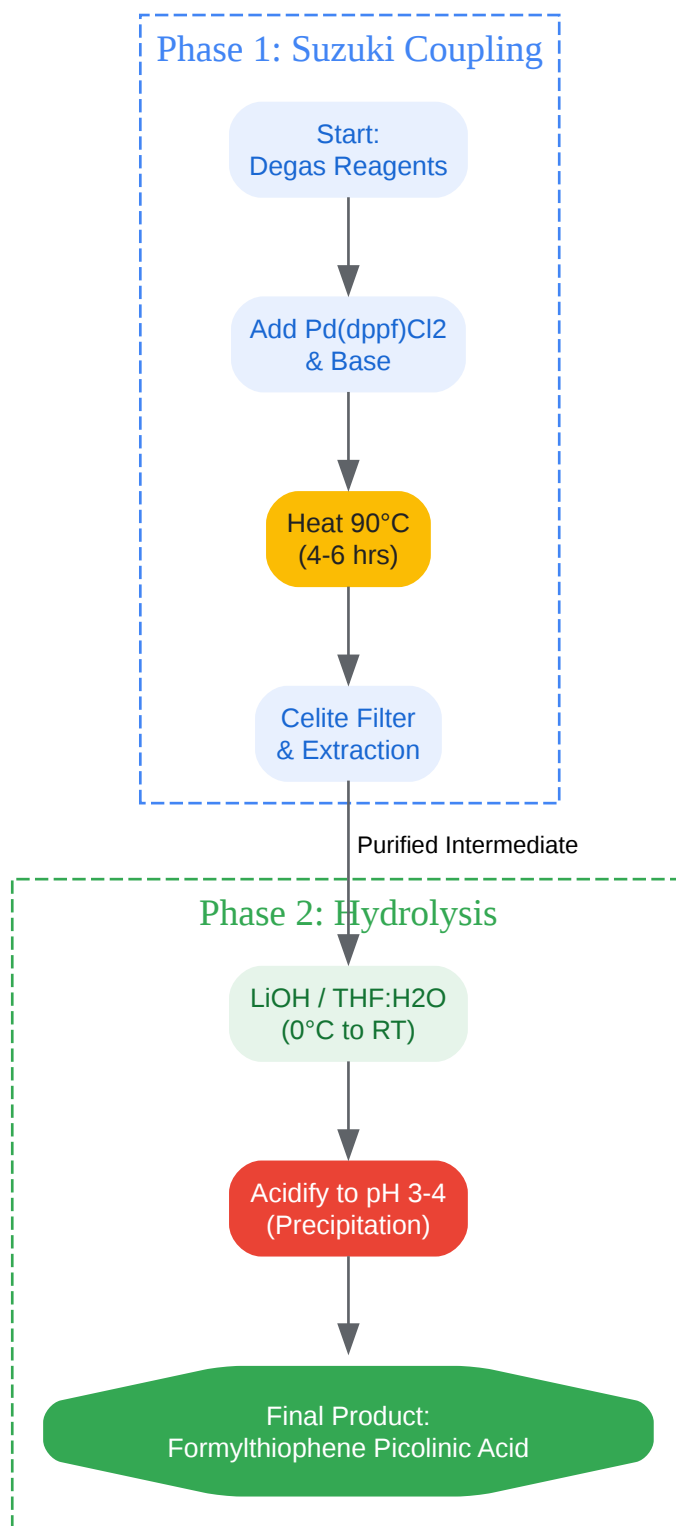 Phase 1: Suzuki Coupling
Start:
Degas Reagents
Add Pd(dppf)Cl2
& Base
Heat 90°C
(4-6 hrs)
Celite Filter
& Extraction
Purified Intermediate
Phase 2: Hydrolysis
LiOH / THF:H2O
(0°C to RT)
Acidify to pH 3-4
(Precipitation)
Final Product:
Formylthiophene Picolinic Acid